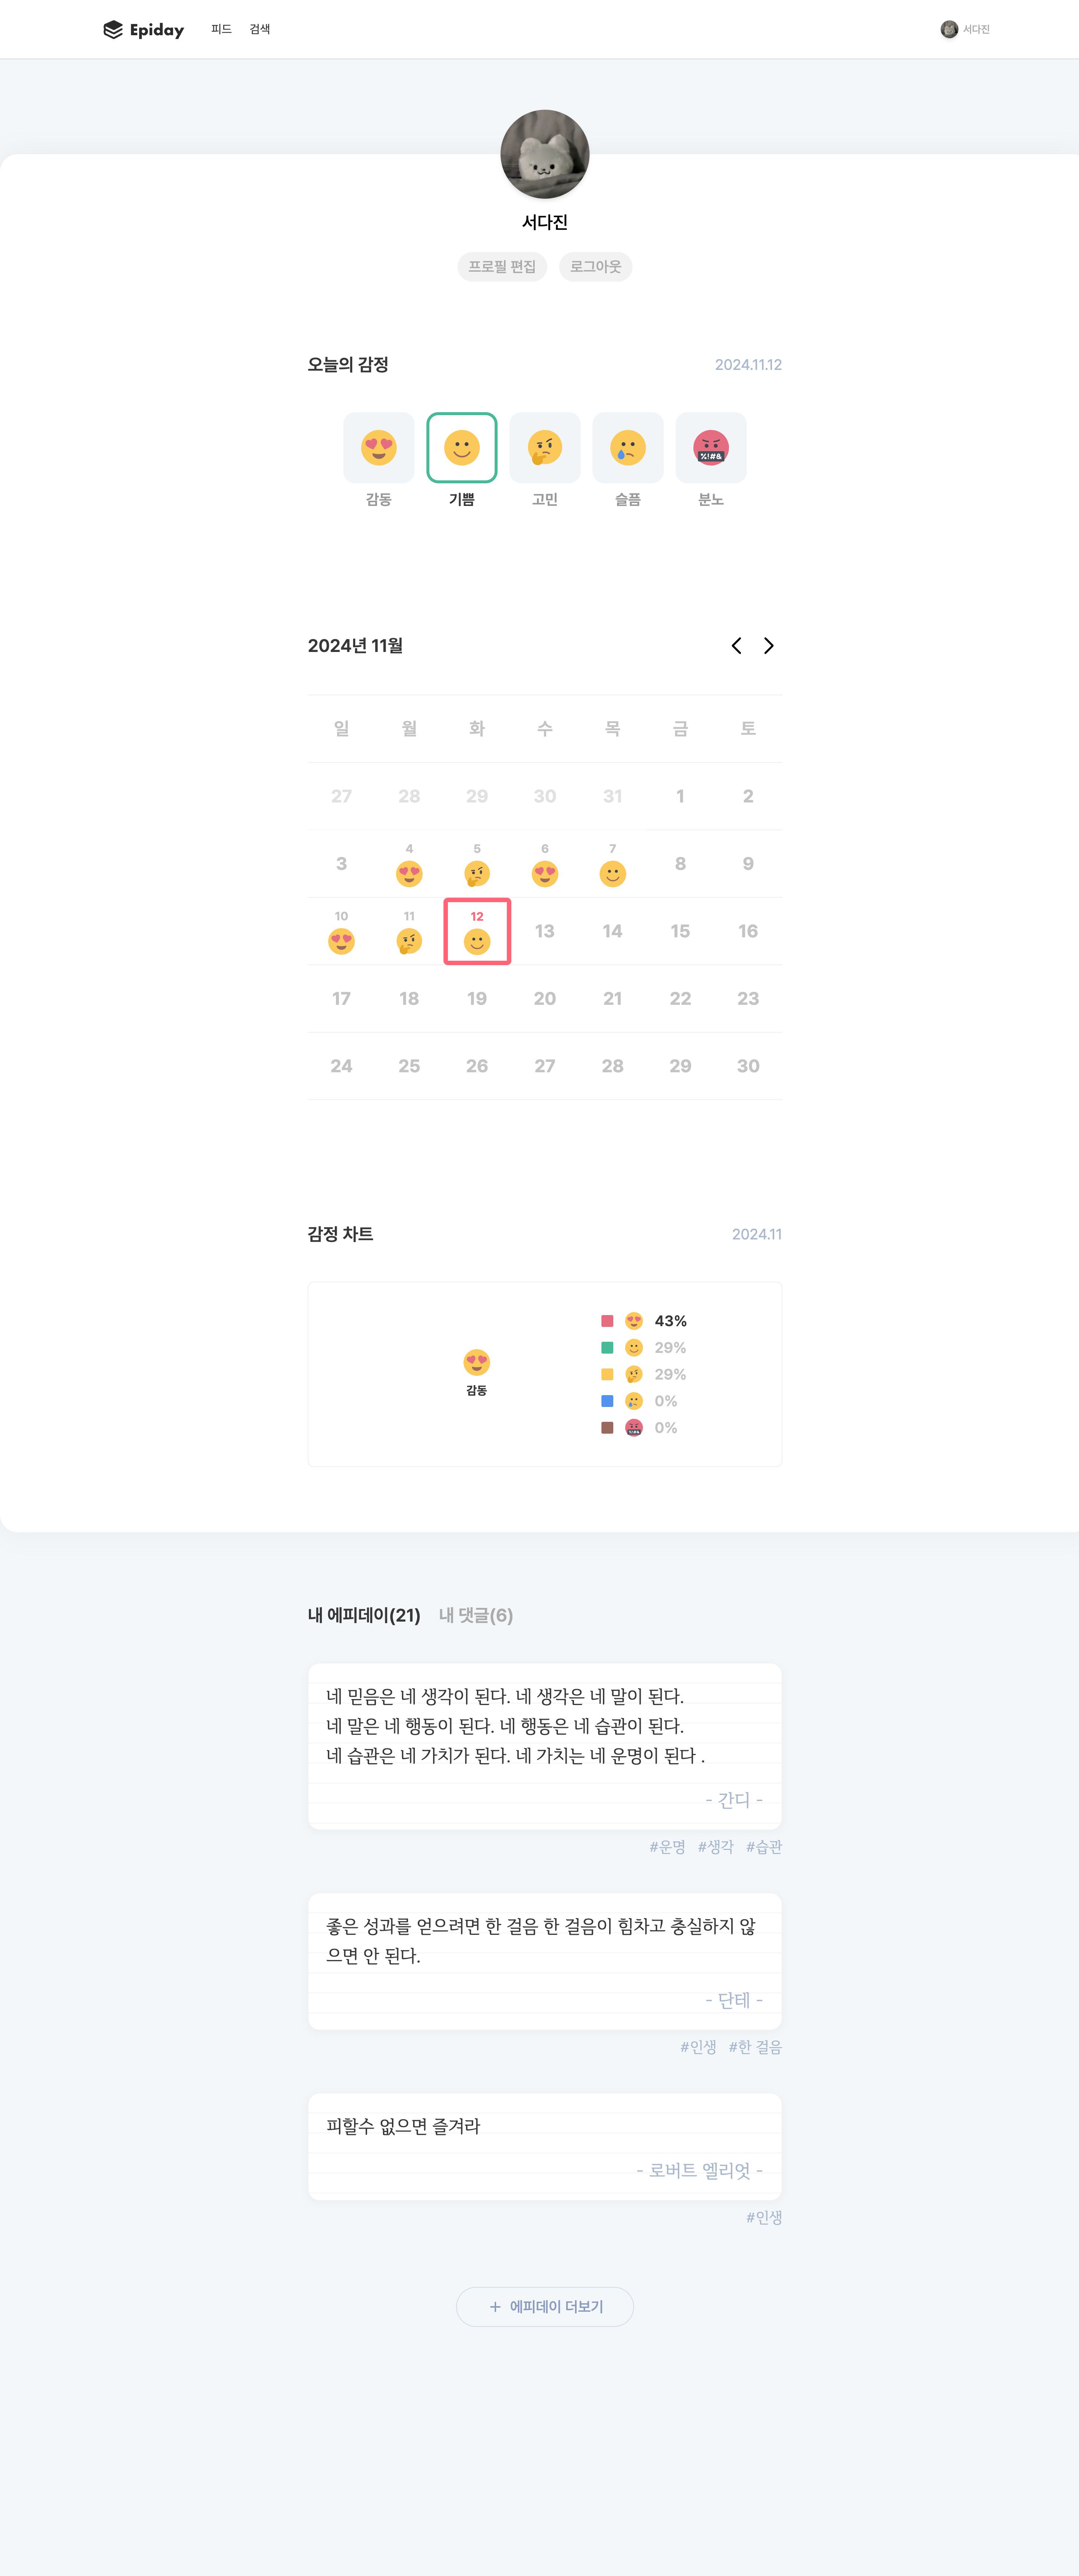 Epiday 피드 검색 서다진
서다진
프로필 편집 로그아웃
오늘의 감정 2024.11.12
%!#&
감동 기쁨 고민 슬픔 분노
2024년 11월
일 월 화 수 목 금 토
27 28 29 30 31 1 2
3 4 5 6 7 8 9
10 11 12 13 14 15 16
17 18 19 20 21 22 23
24 25 26 27 28 29 30
감정 차트 2024.11
감동
43%
29%
29%
0%
0%
내 에피데이(21) 내 댓글(6)
네 믿음은 네 생각이 된다. 네 생각은 네 말이 된다.
네 말은 네 행동이 된다. 네 행동은 네 습관이 된다.
네 습관은 네 가치가 된다. 네 가치는 네 운명이 된다 .
- 간디 -
#운명 #생각 #습관
좋은 성과를 얻으려면 한 걸음 한 걸음이 힘차고 충실하지 않
으면 안 된다.
- 단테 -
#인생 #한 걸음
피할수 없으면 즐겨라
- 로버트 엘리엇 -
#인생
+ 에피데이 더보기